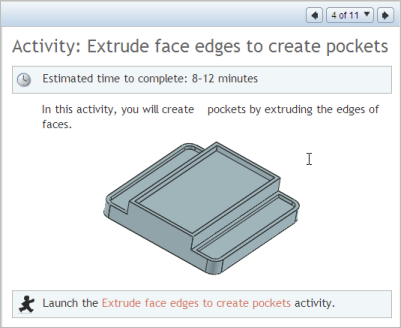 4 of 11
Activity: Extrude face edges to create pockets
Estimated time to complete: 8-12 minutes
In this activity, you will create pockets by extruding the edges of
faces.
Launch the Extrude face edges to create pockets activity.